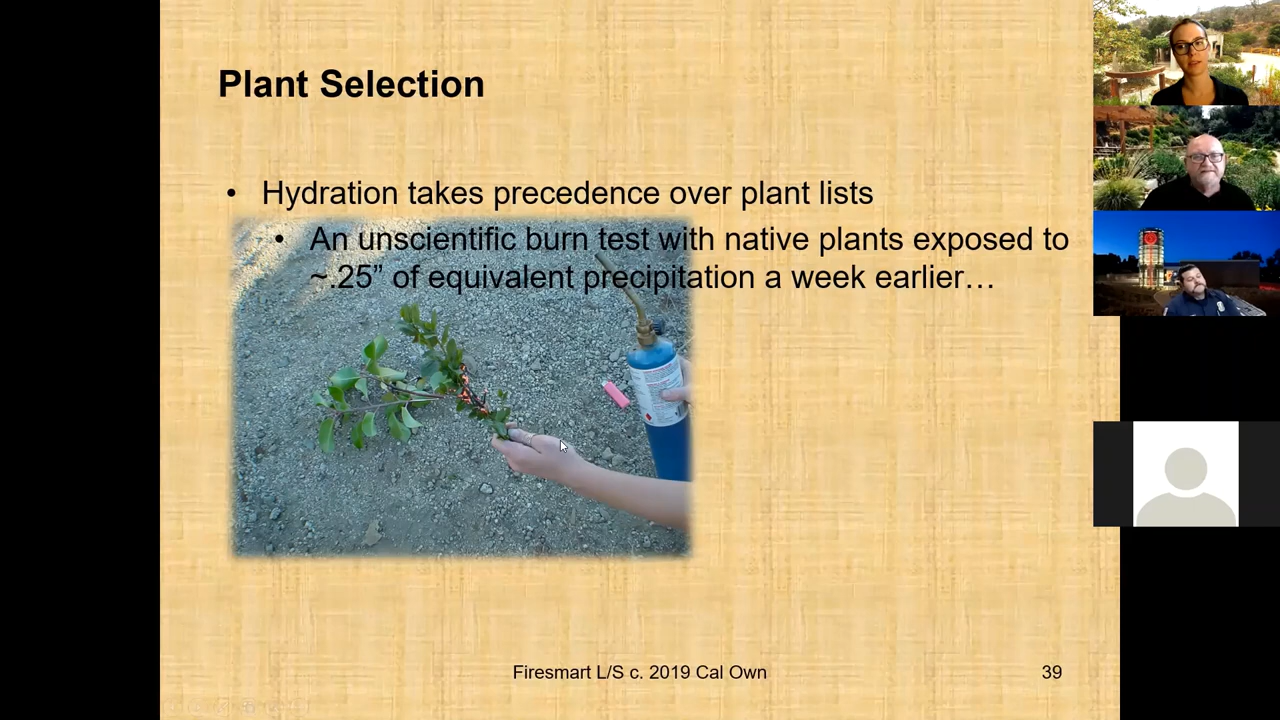 Plant Selection
• Hydration takes precedence over plant lists
• An unscientific burn test with native plants exposed to
~.25” of equivalent precipitation a week earlier…
Firesmart L/S c. 2019 Cal Own
39